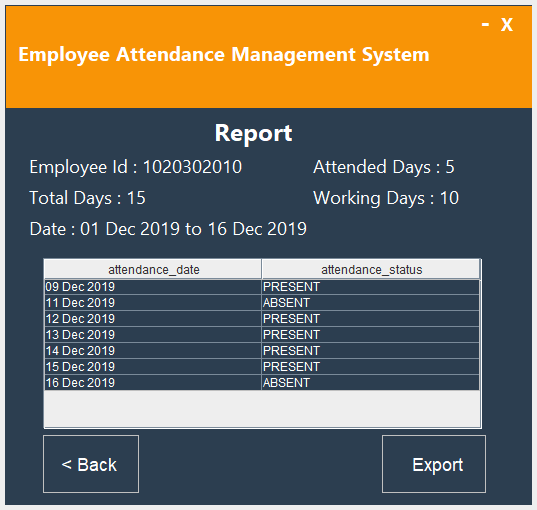 - X
Employee Attendance Management System
Report
Employee Id : 1020302010 Attended Days : 5
Total Days : 15 Working Days : 10
Date : 01 Dec 2019 to 16 Dec 2019
attendance_date attendance_status
09 Dec 2019 PRESENT
11 Dec 2019 ABSENT
12 Dec 2019 PRESENT
13 Dec 2019 PRESENT
14 Dec 2019 PRESENT
15 Dec 2019 PRESENT
16 Dec 2019 ABSENT
< Back Export